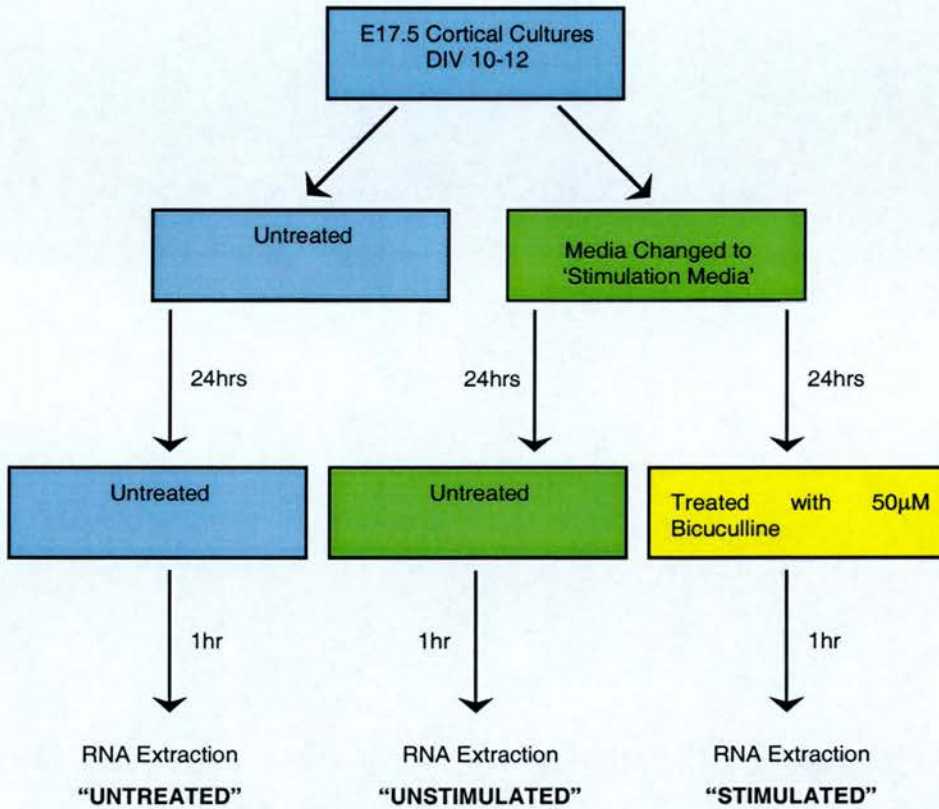 E17.5 Cortical Cultures
DIV 10-12
Untreated
Media Changed to
‘Stimulation Media’
24hrs
24hrs
24hrs
Untreated
Untreated
Treated with 50µM
Bicuculline
1hr
1hr
1hr
RNA Extraction
RNA Extraction
RNA Extraction
“UNTREATED”
“UNSTIMULATED”
“STIMULATED”